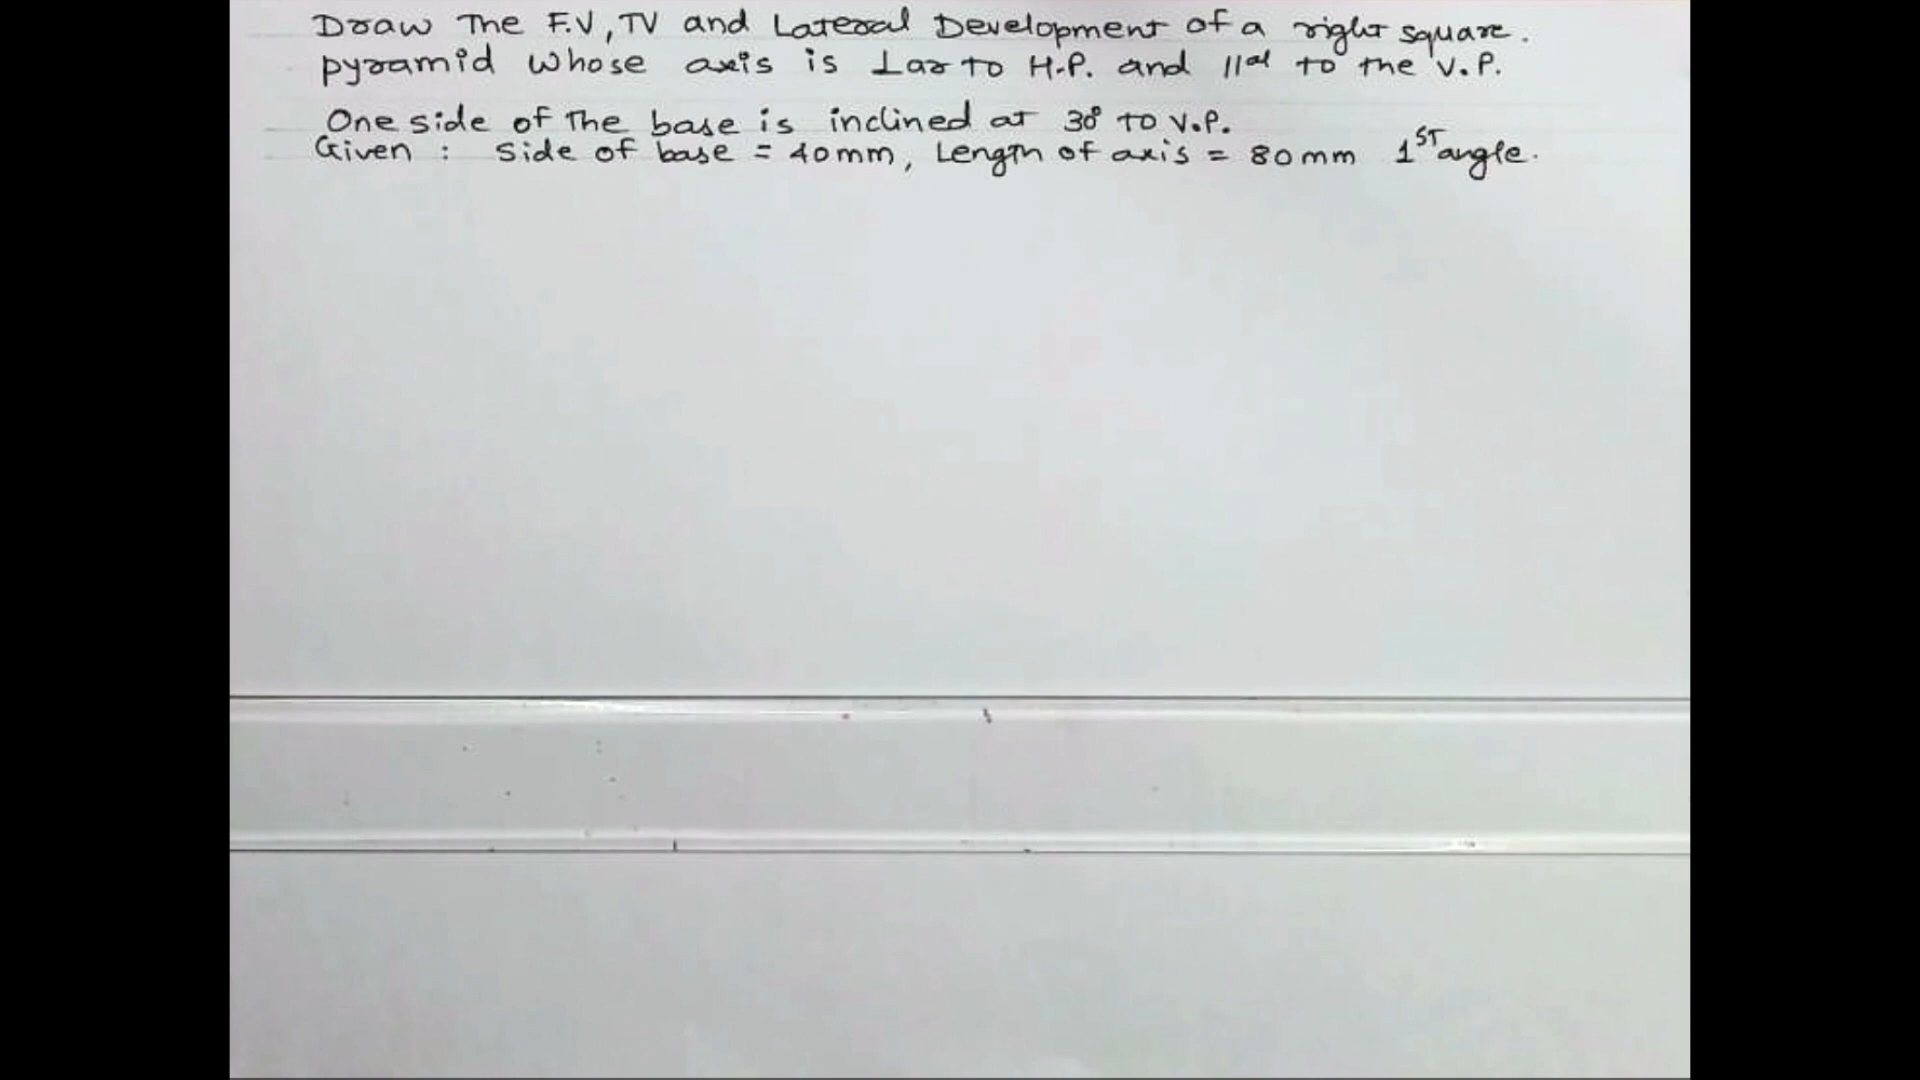 Draw The F.V, TV and Lateral Development of a right square.
pyramid whose axis is ⊥ar to H.P. and ||al to the V.P.
One side of The base is inclined at 30° to V.P.
Given : Side of base = 40mm, Length of axis = 80mm 1ST angle.